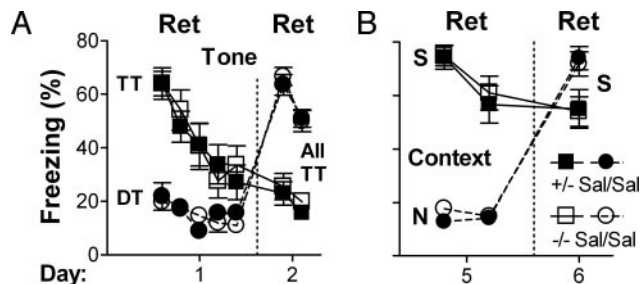 A
Ret
Ret
Tone
Freezing (%)
80
60
40
20
0
TT
DT
All
TT
Day:
1
2
B
Ret
Ret
S
S
Context
N
+/- Sal/Sal
-/- Sal/Sal
5
6